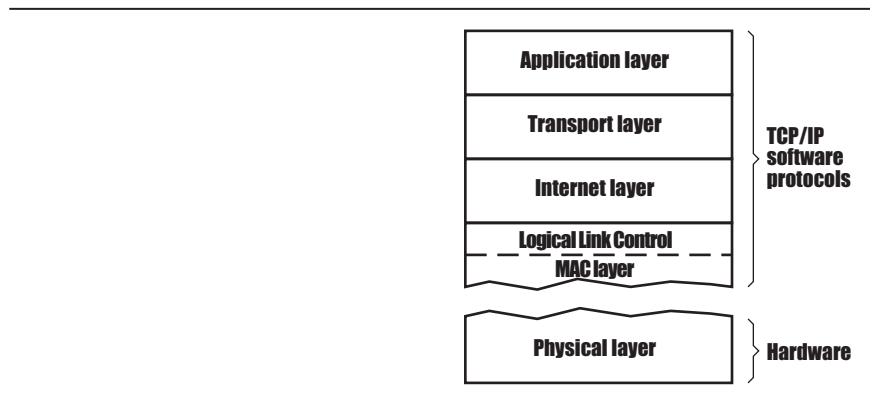 Application layer
Transport layer
Internet layer
Logical Link Control
MAC layer
TCP/IP
software
protocols
Physical layer
Hardware